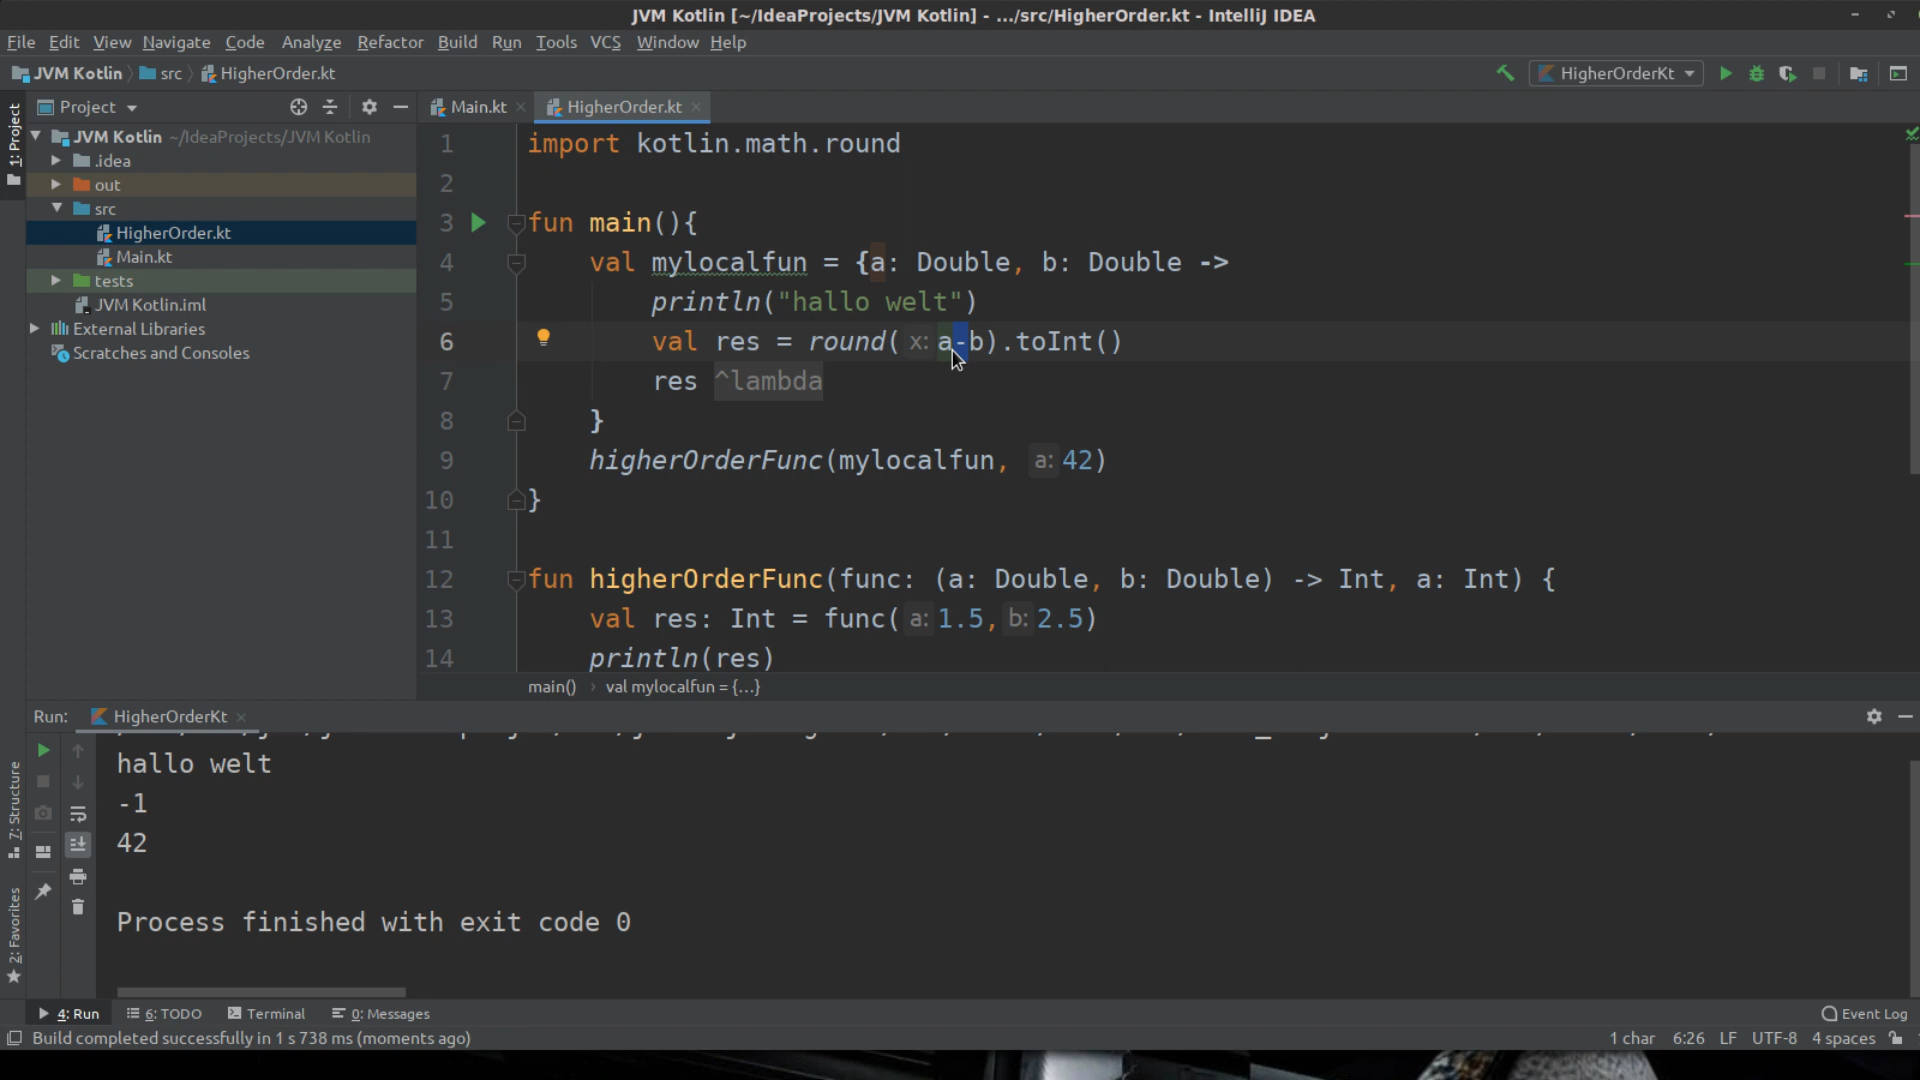 JVM Kotlin [~/IdeaProjects/JVM Kotlin] - .../src/HigherOrder.kt - IntelliJ IDEA
File Edit View Navigate Code Analyze Refactor Build Run Tools VCS Window Help
JVM Kotlin src HigherOrder.kt HigherOrderKt
1: Project
Project
Main.kt HigherOrder.kt
JVM Kotlin ~/IdeaProjects/JVM Kotlin
.idea
out
src
HigherOrder.kt
Main.kt
tests
JVM Kotlin.iml
External Libraries
Scratches and Consoles
1 import kotlin.math.round
2
3 fun main(){
4 val mylocalfun = {a: Double, b: Double ->
5 println("hallo welt")
6 val res = round( x: a-b).toInt()
7 res ^lambda
8 }
9 higherOrderFunc(mylocalfun, a: 42)
10 }
11
12 fun higherOrderFunc(func: (a: Double, b: Double) -> Int, a: Int) {
13 val res: Int = func( a: 1.5, b: 2.5)
14 println(res)
main() › val mylocalfun = {...}
Run: HigherOrderKt
hallo welt
-1
42
Process finished with exit code 0
7: Structure
2: Favorites
4: Run 6: TODO Terminal 0: Messages Event Log
Build completed successfully in 1 s 738 ms (moments ago) 1 char 6:26 LF UTF-8 4 spaces